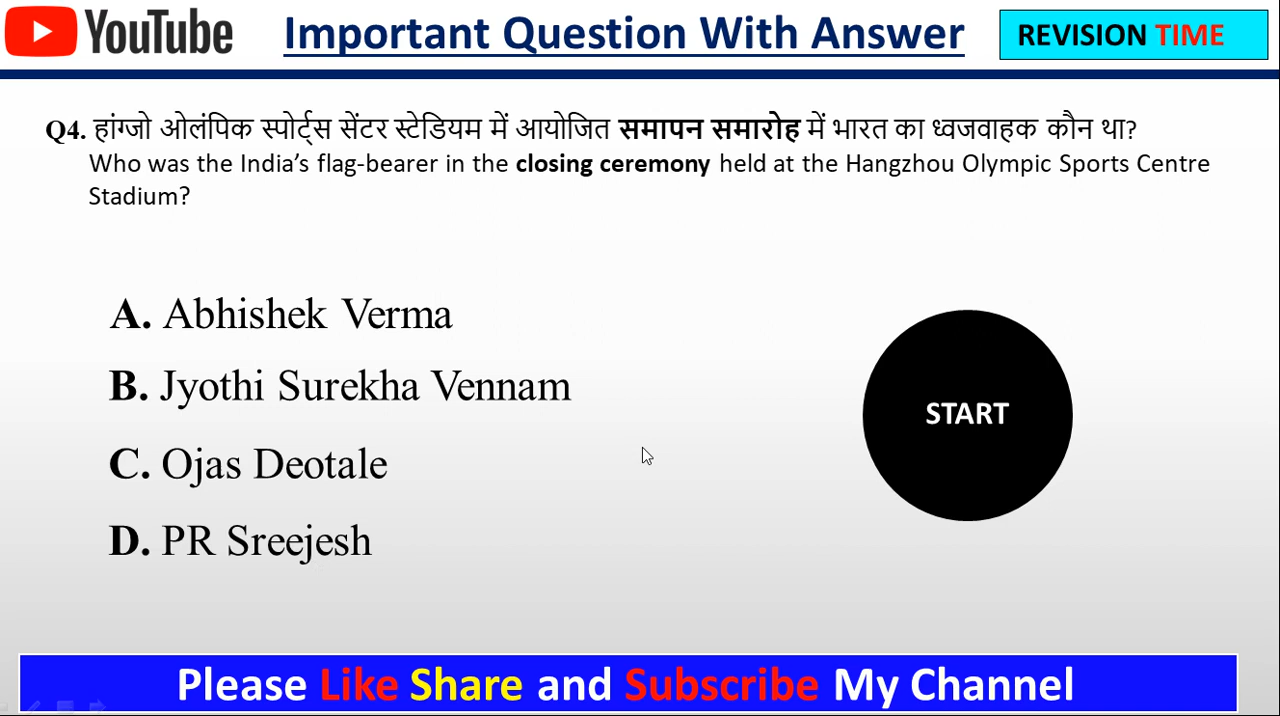 YouTube Important Question With Answer REVISION TIME
Q4. हांग्जो ओलंपिक स्पोर्ट्स सेंटर स्टेडियम में आयोजित समापन समारोह में भारत का ध्वजवाहक कौन था?
Who was the India's flag-bearer in the closing ceremony held at the Hangzhou Olympic Sports Centre
Stadium?
A. Abhishek Verma
B. Jyothi Surekha Vennam
C. Ojas Deotale
D. PR Sreejesh
START
Please Like Share and Subscribe My Channel